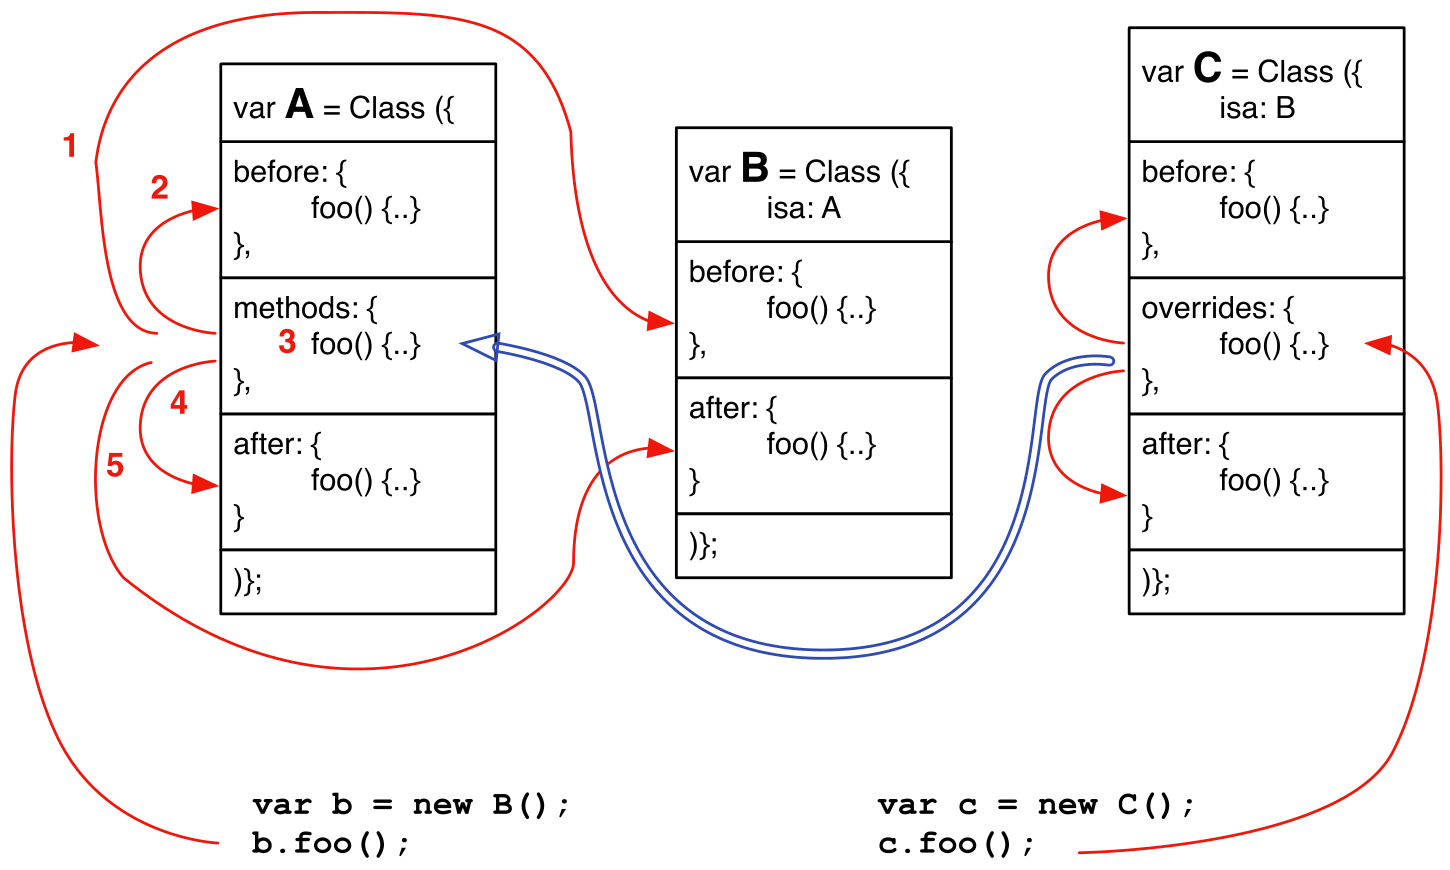 var A = Class ({
before: {
foo() {..}
},
methods: {
3 foo() {..}
},
after: {
foo() {..}
}
)};
1
2
4
5
var B = Class ({
isa: A
before: {
foo() {..}
},
after: {
foo() {..}
}
)};
var C = Class ({
isa: B
before: {
foo() {..}
},
overrides: {
foo() {..}
},
after: {
foo() {..}
}
)};
var b = new B();
b.foo();
var c = new C();
c.foo();